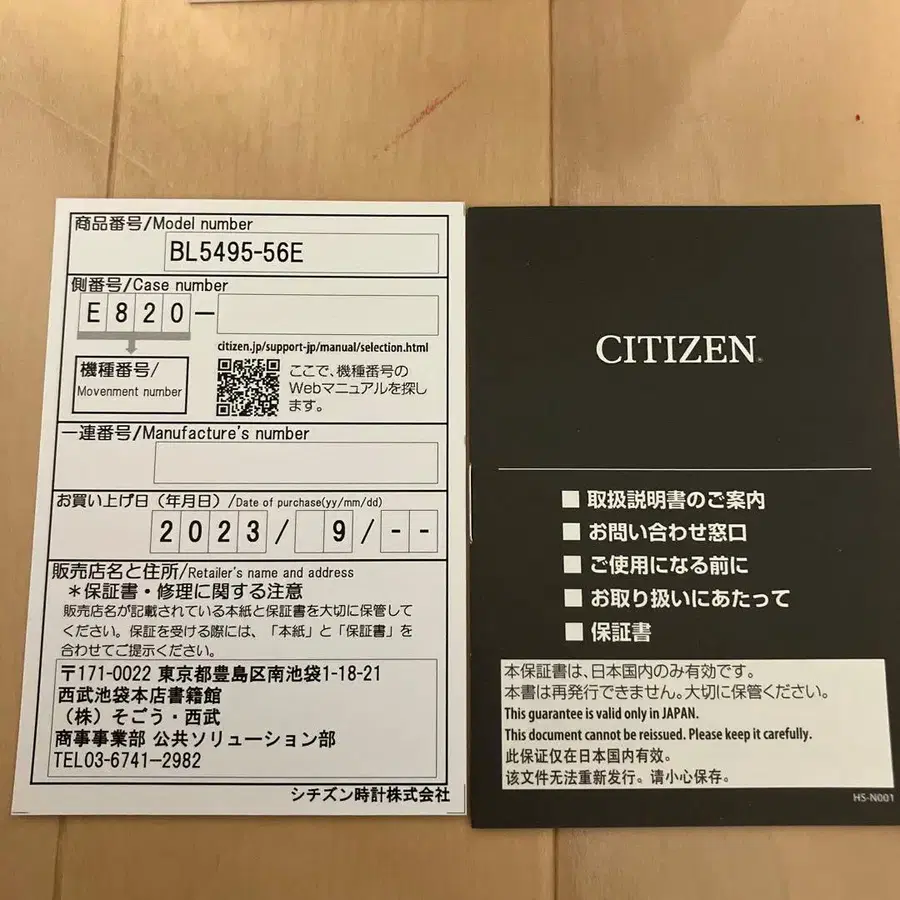 商品番号/Model number
BL5495-56E
側番号/Case number
E820-
citizen.jp/support-jp/manual/selection.html
機種番号/
Movenment number
ここで、機種番号の
Webマニュアルを探し
ます。
一連番号/Manufacture's number
お買い上げ日（年月日）/Date of purchase(yy/mm/dd)
2023/ 9/--
販売店名と住所/Retailer's name and address
＊保証書・修理に関する注意
販売店名が記載されている本紙と保証書を大切に保管して
ください。保証を受ける際には、「本紙」と「保証書」を
合わせてご提示ください。
〒171-0022 東京都豊島区南池袋1-18-21
西武池袋本店書籍館
（株）そごう・西武
商事事業部 公共ソリューション部
TEL03-6741-2982
シチズン時計株式会社
CITIZEN®
■ 取扱説明書のご案内
■ お問い合わせ窓口
■ ご使用になる前に
■ お取り扱いにあたって
■ 保証書
本保証書は、日本国内のみ有効です。
本書は再発行できません。大切に保管ください。
This guarantee is valid only in JAPAN.
This document cannot be reissued. Please keep it carefully.
此保证仅在日本国内有效。
该文件无法重新发行。请小心保存。
HS-N001